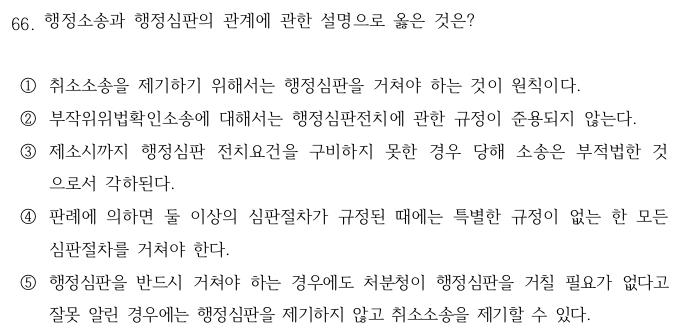 66. 행정소송과 행정심판의 관계에 관한 설명으로 옳은 것은?
① 취소소송을 제기하기 위해서는 행정심판을 거쳐야 하는 것이 원칙이다.
② 부작위위법확인소송에 대해서는 행정심판전치에 관한 규정이 준용되지 않는다.
③ 제소시까지 행정심판 전치요건을 구비하지 못한 경우 당해 소송은 부적법한 것
으로서 각하된다.
④ 판례에 의하면 둘 이상의 심판절차가 규정된 때에는 특별한 규정이 없는 한 모든
심판절차를 거쳐야 한다.
⑤ 행정심판을 반드시 거쳐야 하는 경우에도 처분청이 행정심판을 거칠 필요가 없다고
잘못 알린 경우에는 행정심판을 제기하지 않고 취소소송을 제기할 수 있다.